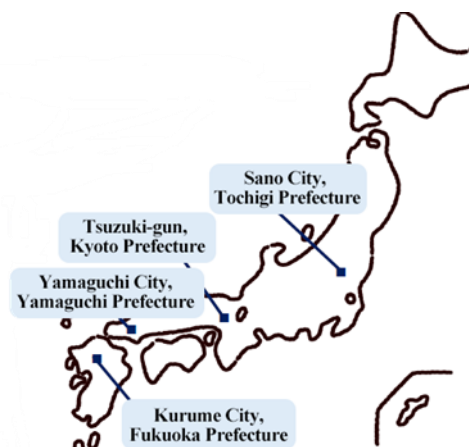 Sano City,
Tochigi Prefecture
Tsuzuki-gun,
Kyoto Prefecture
Yamaguchi City,
Yamaguchi Prefecture
Kurume City,
Fukuoka Prefecture